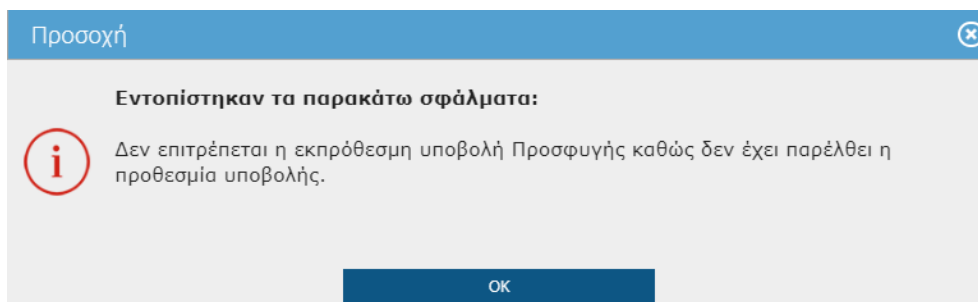 Προσοχή
Εντοπίστηκαν τα παρακάτω σφάλματα:
Δεν επιτρέπεται η εκπρόθεσμη υποβολή Προσφυγής καθώς δεν έχει παρέλθει η
προθεσμία υποβολής.
OK